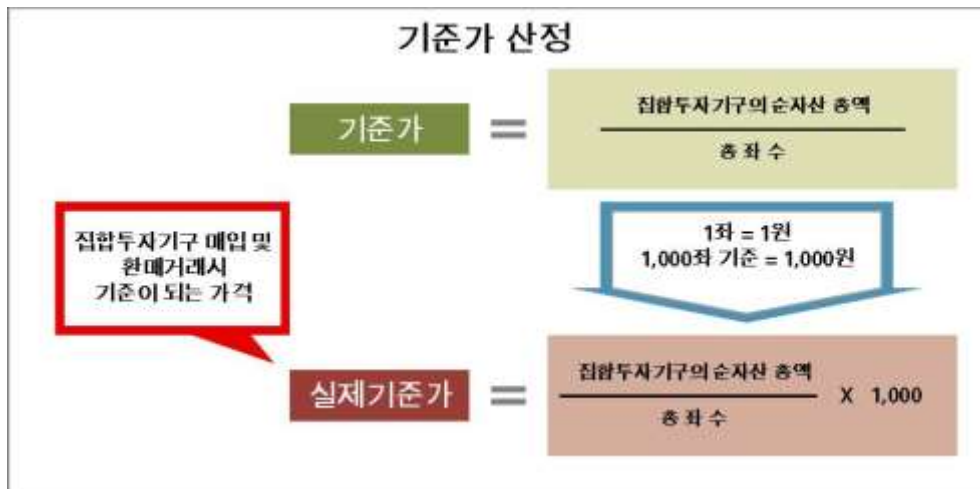 기준가 산정
기준가
=
집합투자기구의 순자산 총액
총 좌 수
집합투자기구 매입 및
환매거래시
기준이 되는 가격
1좌 = 1원
1,000좌 기준 = 1,000원
실제기준가
=
집합투자기구의 순자산 총액
총 좌 수
X 1,000